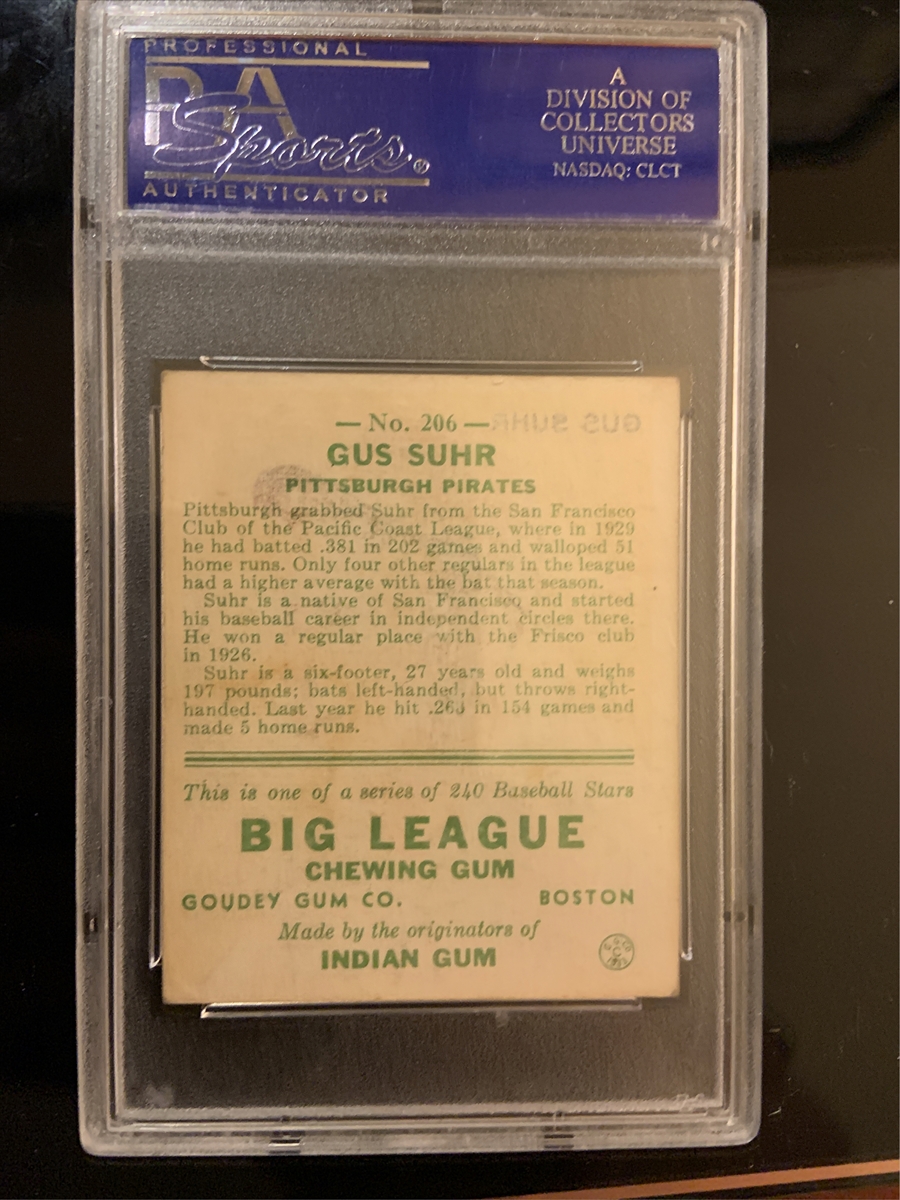 PROFESSIONAL
PSA
Sports®
AUTHENTICATOR
A
DIVISION OF
COLLECTORS
UNIVERSE
NASDAQ: CLCT
— No. 206 —
GUS SUHR
GUS SUHR
PITTSBURGH PIRATES
Pittsburgh grabbed Suhr from the San Francisco
Club of the Pacific Coast League, where in 1929
he had batted .381 in 202 games and walloped 51
home runs. Only four other regulars in the league
had a higher average with the bat that season.
Suhr is a native of San Francisco and started
his baseball career in independent circles there.
He won a regular place with the Frisco club
in 1926.
Suhr is a six-footer, 27 years old and weighs
197 pounds; bats left-handed, but throws right-
handed. Last year he hit in 154 games and
made 5 home runs.
This is one of a series of 240 Baseball Stars
BIG LEAGUE
CHEWING GUM
GOUDEY GUM CO. BOSTON
Made by the originators of
INDIAN GUM